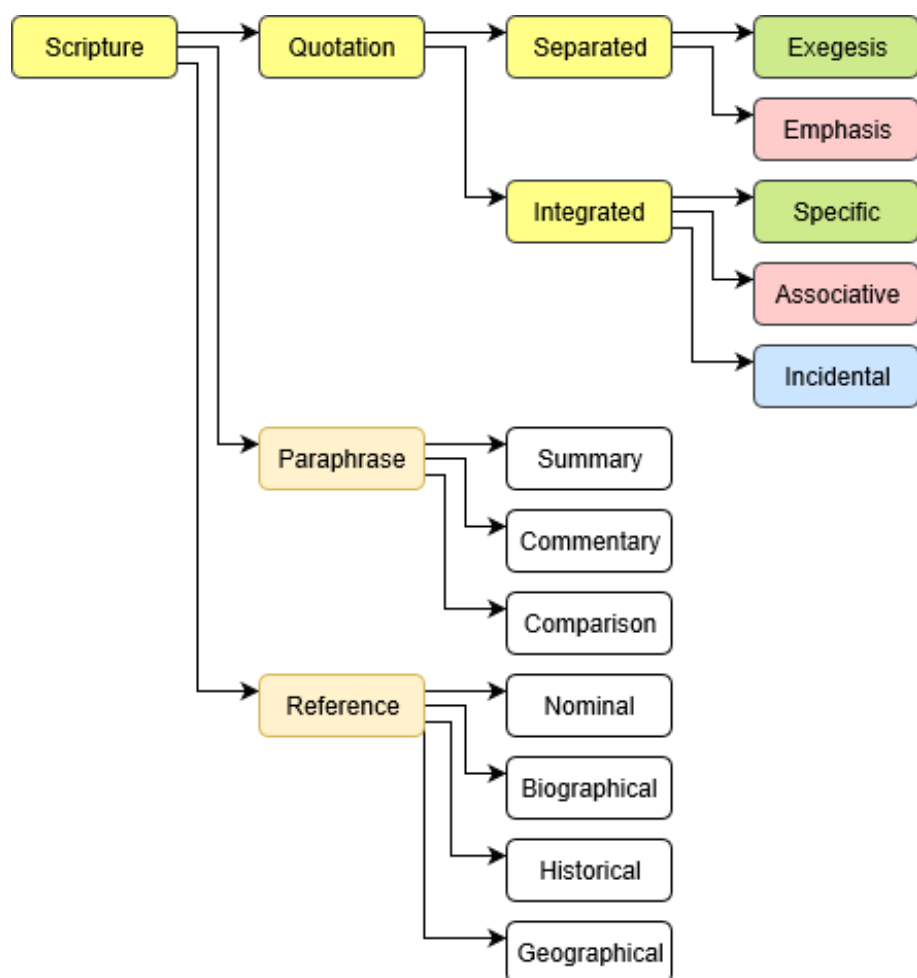 Scripture
Quotation
Separated
Exegesis
Emphasis
Integrated
Specific
Associative
Incidental
Paraphrase
Summary
Commentary
Comparison
Reference
Nominal
Biographical
Historical
Geographical